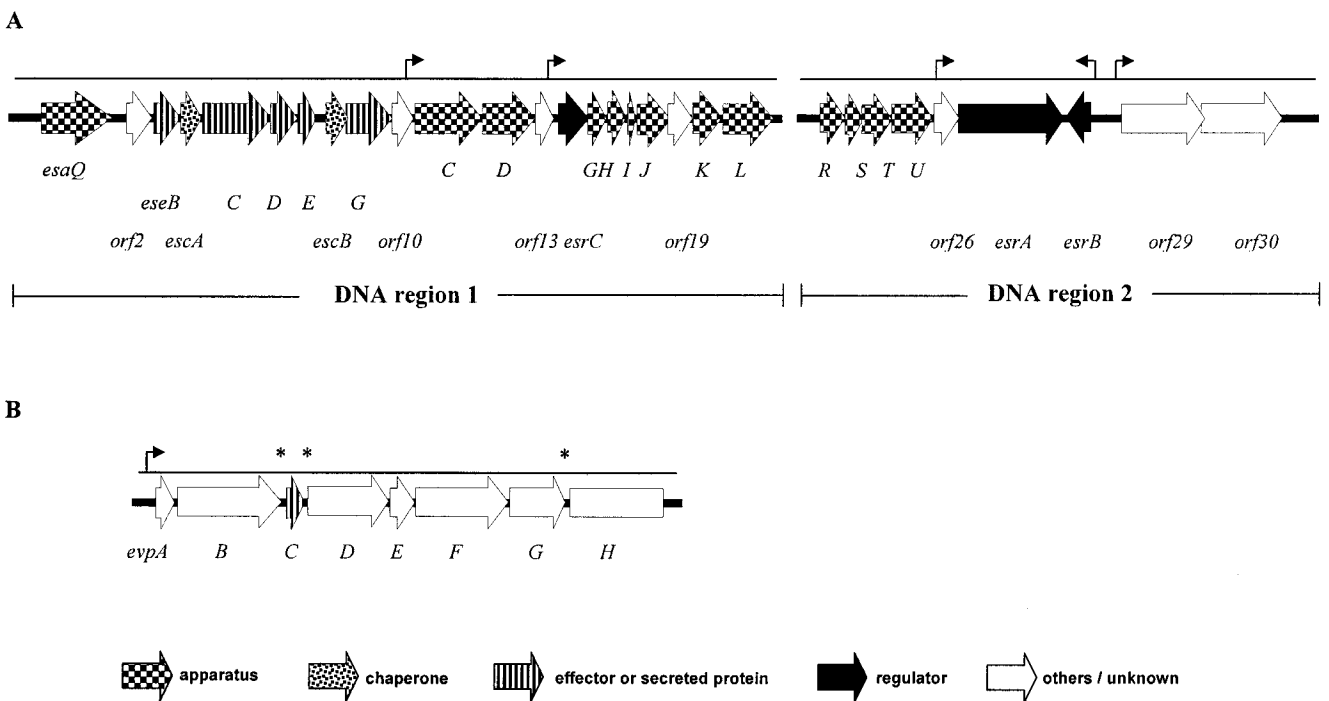 A
esaQ C D GH I J K L R S T U
eseB C D E G
orf2 escA escB orf10 orf13 esrC orf19 orf26 esrA esrB orf29 orf30
DNA region 1 DNA region 2
B
* * *
evpA B C D E F G H
apparatus chaperone effector or secreted protein regulator others / unknown